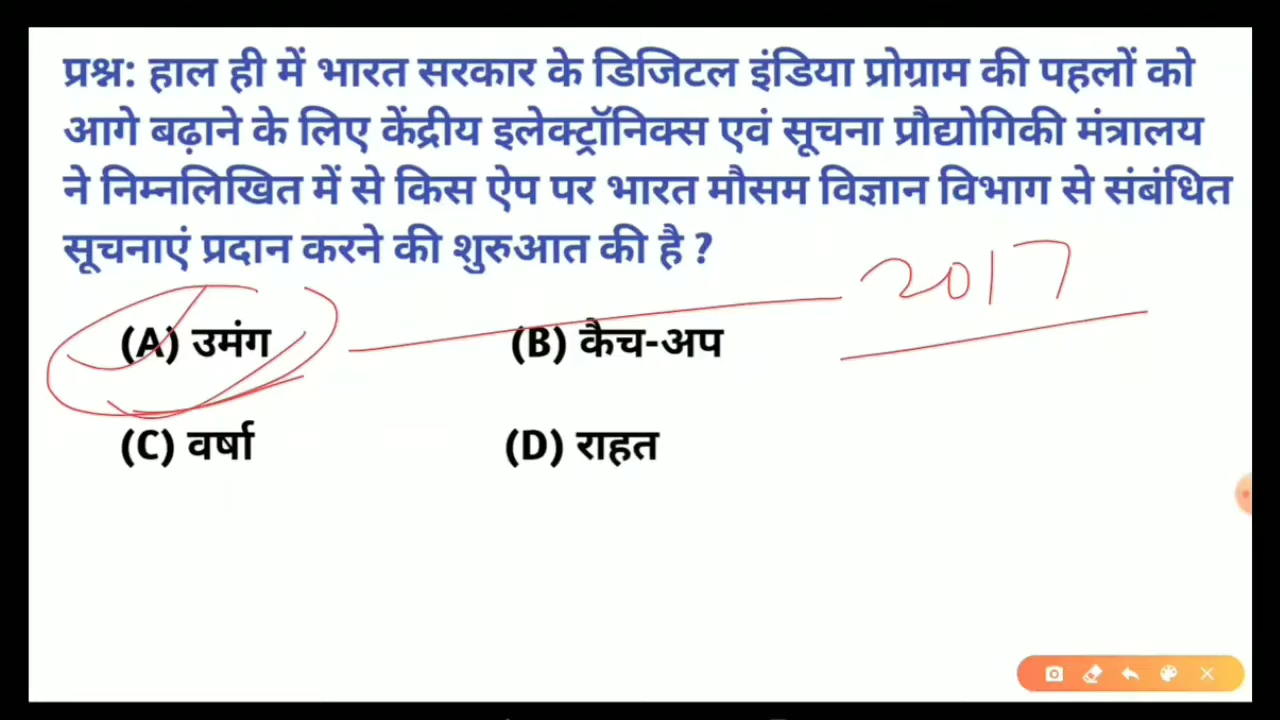 प्रश्न: हाल ही में भारत सरकार के डिजिटल इंडिया प्रोग्राम की पहलों को
आगे बढ़ाने के लिए केंद्रीय इलेक्ट्रॉनिक्स एवं सूचना प्रौद्योगिकी मंत्रालय
ने निम्नलिखित में से किस ऐप पर भारत मौसम विज्ञान विभाग से संबंधित
सूचनाएं प्रदान करने की शुरुआत की है ?
2017
(A) उमंग (B) कैच-अप
(C) वर्षा (D) राहत